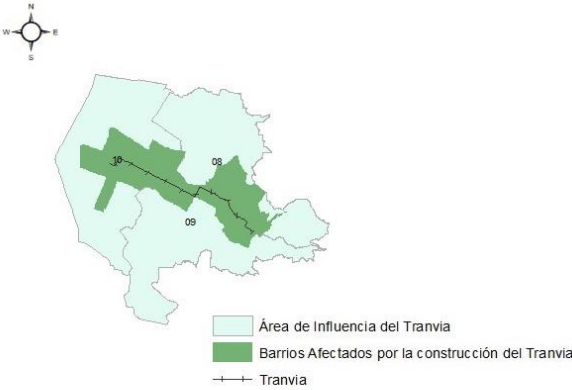 N
W E
S
10
08
09
Área de Influencia del Tranvia
Barrios Afectados por la construcción del Tranvia
Tranvia